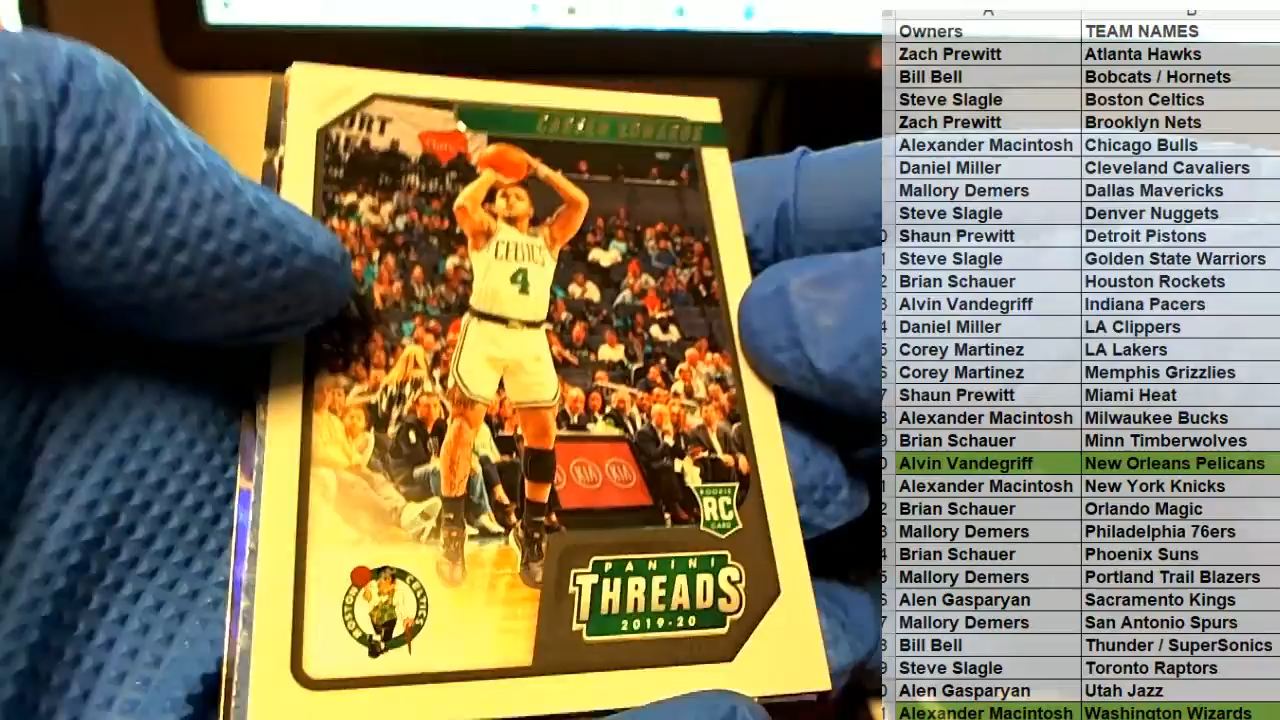 A B
Owners TEAM NAMES
Zach Prewitt Atlanta Hawks
Bill Bell Bobcats / Hornets
Steve Slagle Boston Celtics
Zach Prewitt Brooklyn Nets
Alexander Macintosh Chicago Bulls
Daniel Miller Cleveland Cavaliers
Mallory Demers Dallas Mavericks
Steve Slagle Denver Nuggets
Shaun Prewitt Detroit Pistons
Steve Slagle Golden State Warriors
Brian Schauer Houston Rockets
Alvin Vandegriff Indiana Pacers
Daniel Miller LA Clippers
Corey Martinez LA Lakers
Corey Martinez Memphis Grizzlies
Shaun Prewitt Miami Heat
Alexander Macintosh Milwaukee Bucks
Brian Schauer Minn Timberwolves
Alvin Vandegriff New Orleans Pelicans
Alexander Macintosh New York Knicks
Brian Schauer Orlando Magic
Mallory Demers Philadelphia 76ers
Brian Schauer Phoenix Suns
Mallory Demers Portland Trail Blazers
Alen Gasparyan Sacramento Kings
Mallory Demers San Antonio Spurs
Bill Bell Thunder / SuperSonics
Steve Slagle Toronto Raptors
Alen Gasparyan Utah Jazz
Alexander Macintosh Washington Wizards
CELTICS
4
KIA KIA
ROOKIE
RC
CARD
PANINI
THREADS
2019-20
BOSTON CELTICS